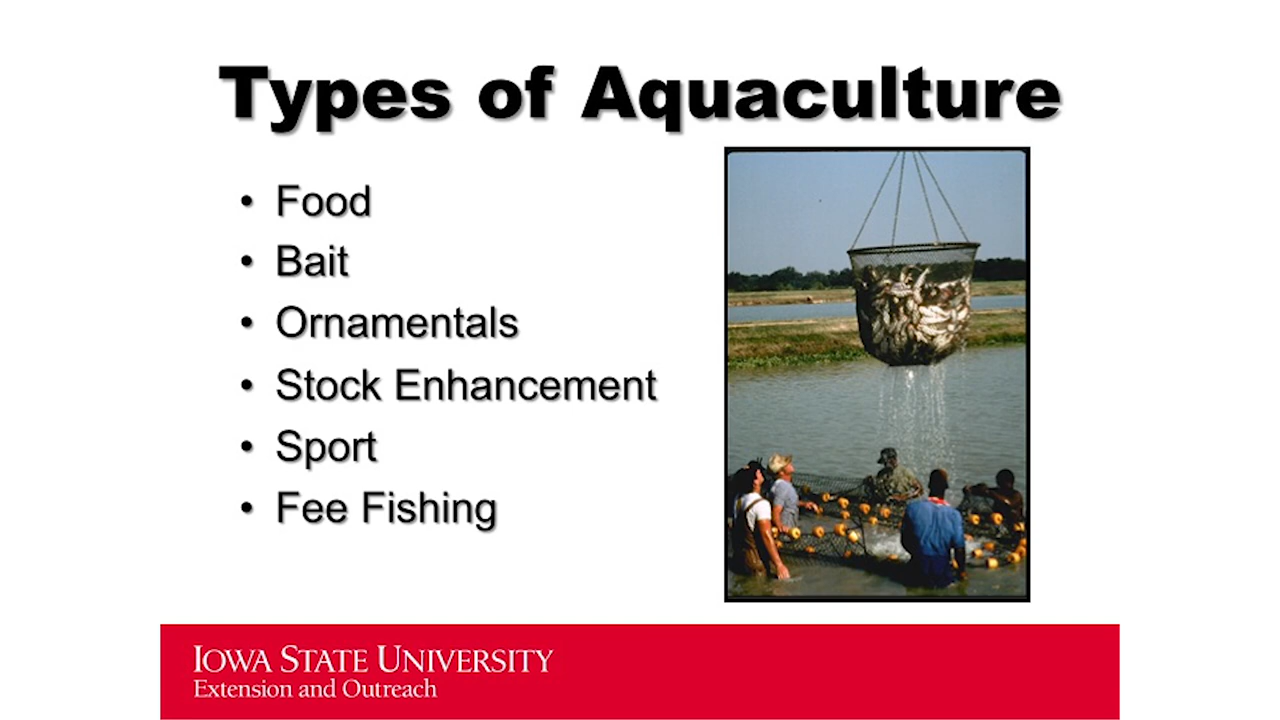 Types of Aquaculture
• Food
• Bait
• Ornamentals
• Stock Enhancement
• Sport
• Fee Fishing
IOWA STATE UNIVERSITY
Extension and Outreach